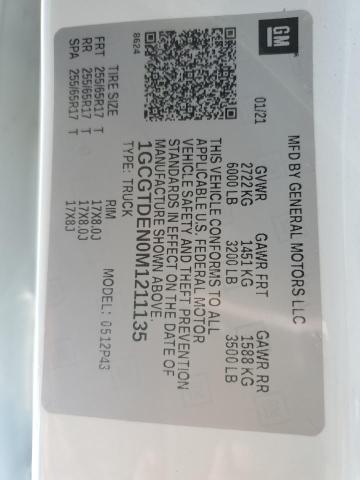 GM
MFD BY GENERAL MOTORS LLC
01/21 GVWR GAWR FRT GAWR RR
2722 KG 1451 KG 1588 KG
6000 LB 3200 LB 3500 LB
THIS VEHICLE CONFORMS TO ALL
APPLICABLE U.S. FEDERAL MOTOR
VEHICLE SAFETY AND THEFT PREVENTION
STANDARDS IN EFFECT ON THE DATE OF
MANUFACTURE SHOWN ABOVE.
1GCGTDEN0M1211135
TYPE: TRUCK
8624
MODEL: 0512P43
TIRE SIZE RIM
FRT 255/65R17 T 17X8.0J
RR 255/65R17 T 17X8.0J
SPA 255/65R17 T 17X8J